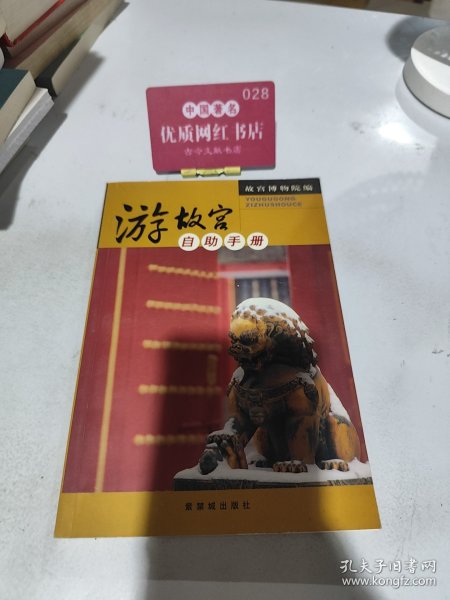 028
中国著名
优质网红书店
古今文献书店
故宫博物院编
YOUGUGONG
ZIZHUSHOUCE
游故宫
自助手册
紫禁城出版社
孔夫子旧书网
www.kongfz.com